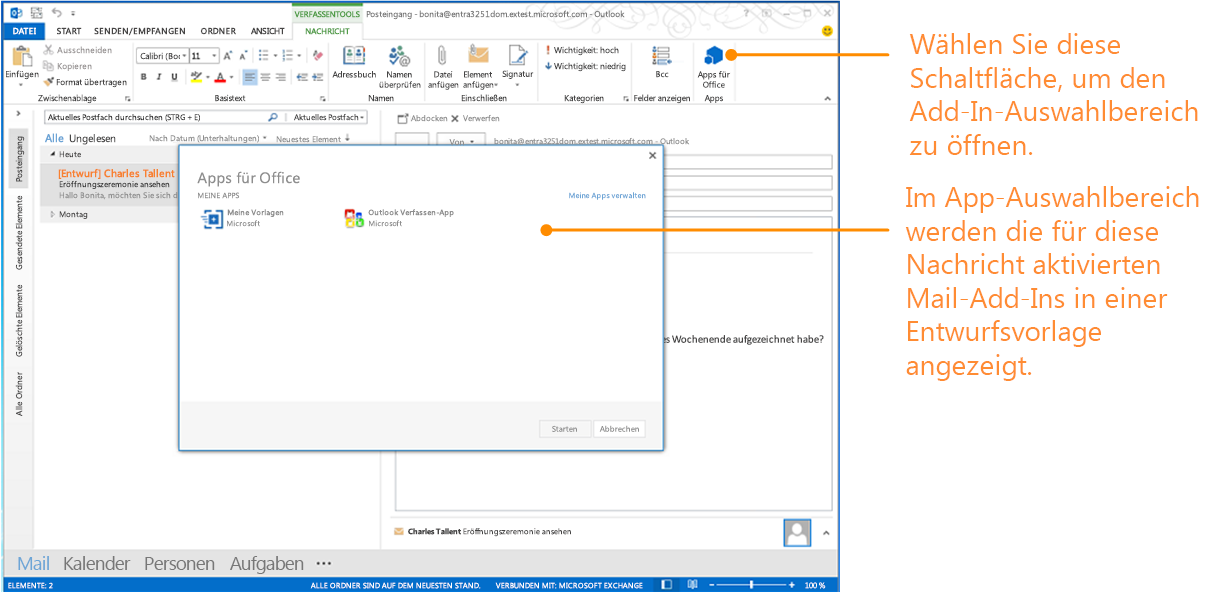 VERFASSENTOOLS
Posteingang - bonita@entra3251dom.extest.microsoft.com - Outlook
DATEI START SENDEN/EMPFANGEN ORDNER ANSICHT NACHRICHT
Einfügen
Ausschneiden
Kopieren
Format übertragen
Zwischenablage
Calibri (Bor 11
B I U
Basistext
Adressbuch
Namen überprüfen
Namen
Datei anfügen
Element anfügen
Signatur
Einschließen
Wichtigkeit: hoch
Wichtigkeit: niedrig
Kategorien
Bcc
Felder anzeigen
Apps für Office
Apps
Aktuelles Postfach durchsuchen (STRG + E)
Aktuelles Postfach
Alle Ungelesen
Nach Datum (Unterhaltungen)
Neuestes Element
Heute
[Entwurf] Charles Tallent
Eröffnungszeremonie ansehen
Hallo Bonita, möchten Sie sich d
Montag
Posteingang
Gesendete Elemente
Gelöschte Elemente
Alle Ordner
Abdocken Verwerfen
Von
bonita@entra3251dom.extest.microsoft.com - Outlook
Apps für Office
MEINE APPS
Meine Apps verwalten
Meine Vorlagen
Microsoft
Outlook Verfassen-App
Microsoft
es Wochenende aufgezeichnet habe?
Starten
Abbrechen
Charles Tallent Eröffnungszeremonie ansehen
Mail Kalender Personen Aufgaben ···
ELEMENTE: 2
ALLE ORDNER SIND AUF DEM NEUESTEN STAND.
VERBUNDEN MIT: MICROSOFT EXCHANGE
100 %
Wählen Sie diese
Schaltfläche, um den
Add-In-Auswahlbereich
zu öffnen.
Im App-Auswahlbereich
werden die für diese
Nachricht aktivierten
Mail-Add-Ins in einer
Entwurfsvorlage
angezeigt.